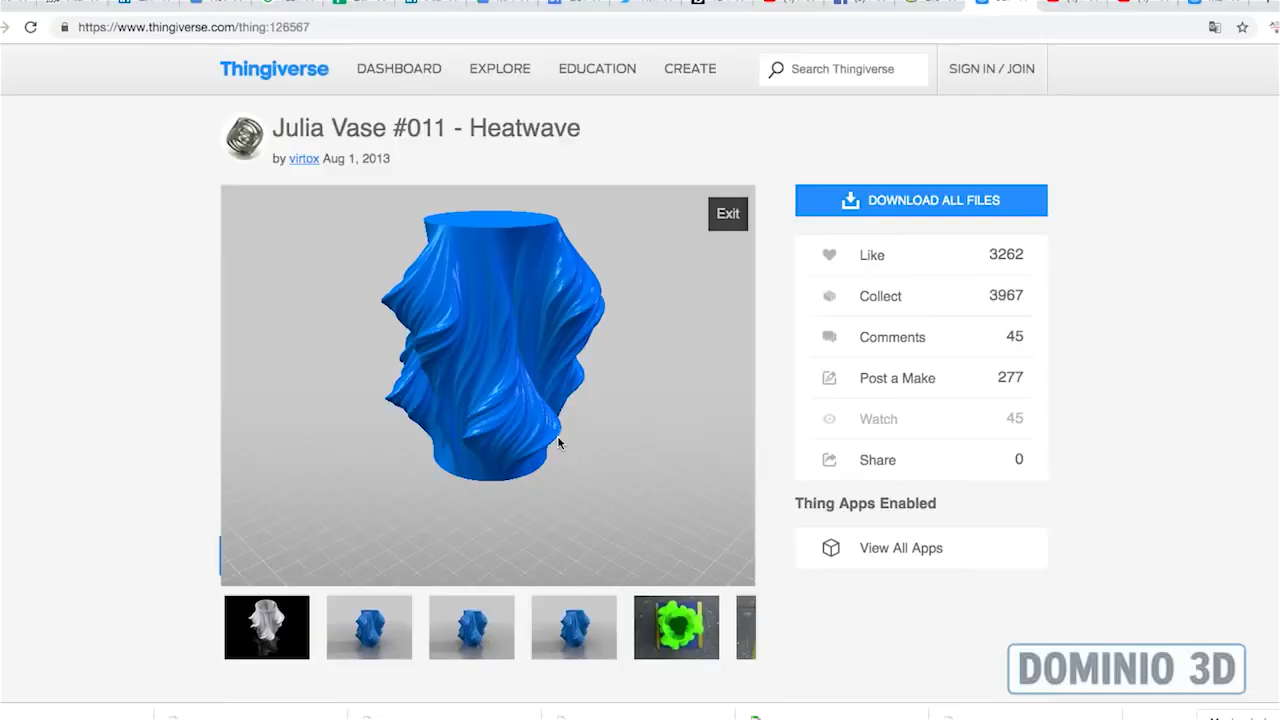 https://www.thingiverse.com/thing:126567
Thingiverse
DASHBOARD
EXPLORE
EDUCATION
CREATE
Search Thingiverse
SIGN IN / JOIN
Julia Vase #011 - Heatwave
by virtox Aug 1, 2013
Exit
DOWNLOAD ALL FILES
Like 3262
Collect 3967
Comments 45
Post a Make 277
Watch 45
Share 0
Thing Apps Enabled
View All Apps
DOMINIO 3D